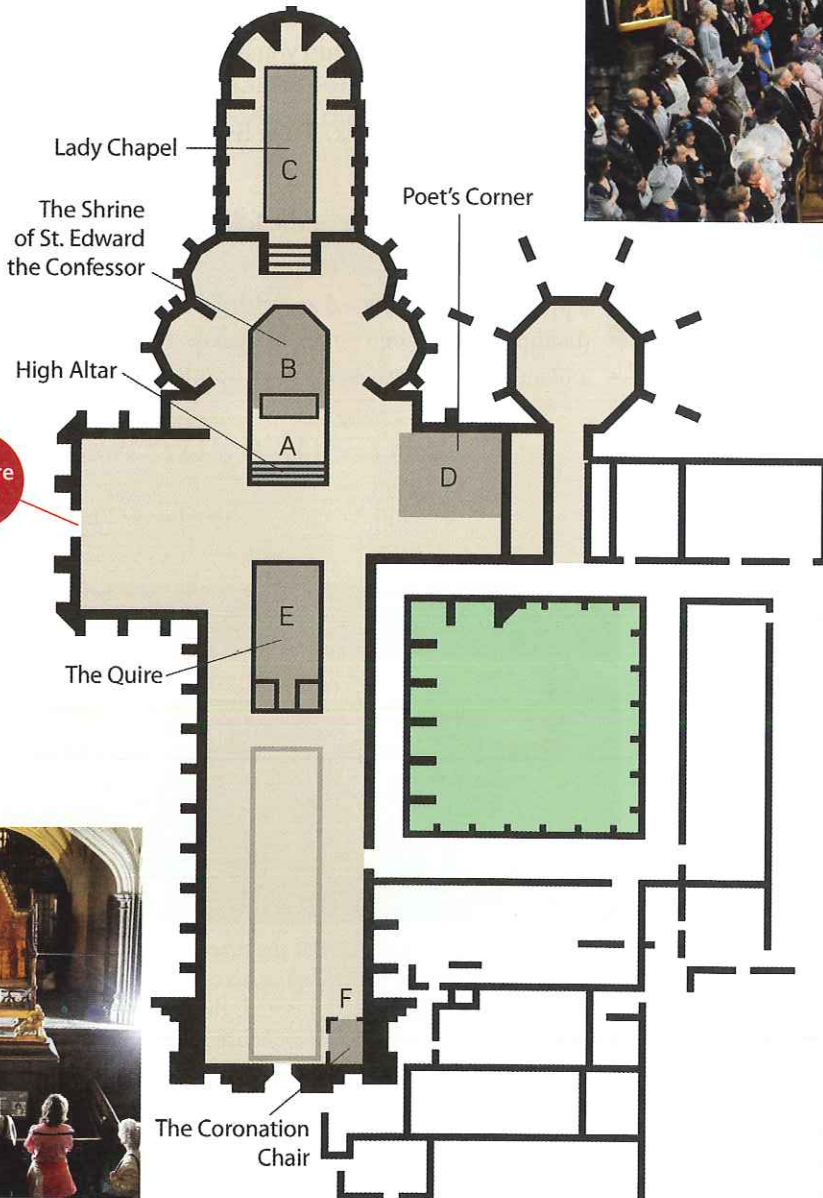 Lady Chapel
C
The Shrine
of St. Edward
the Confessor
Poet's Corner
High Altar
B
A
D
E
The Quire
F
The Coronation
Chair